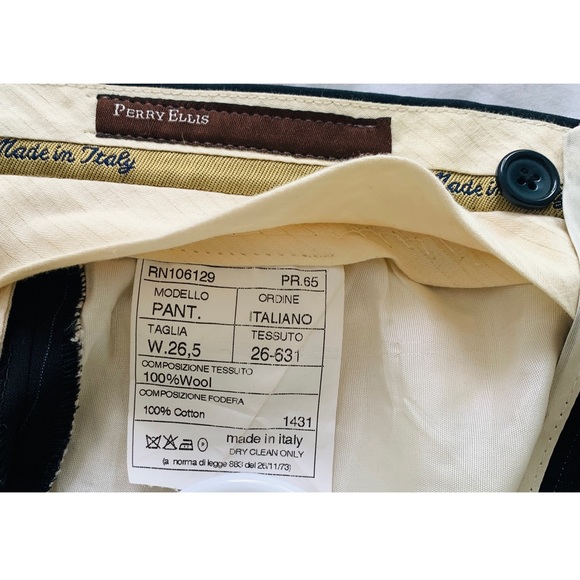 PERRY ELLIS
Made in Italy
Made in
RN106129 PR.65
MODELLO ORDINE
PANT. ITALIANO
TAGLIA TESSUTO
W.26,5 26-631
COMPOSIZIONE TESSUTO
100%Wool
COMPOSIZIONE FODERA
100% Cotton 1431
made in italy
DRY CLEAN ONLY
(a norma di legge 883 del 26/11/73)